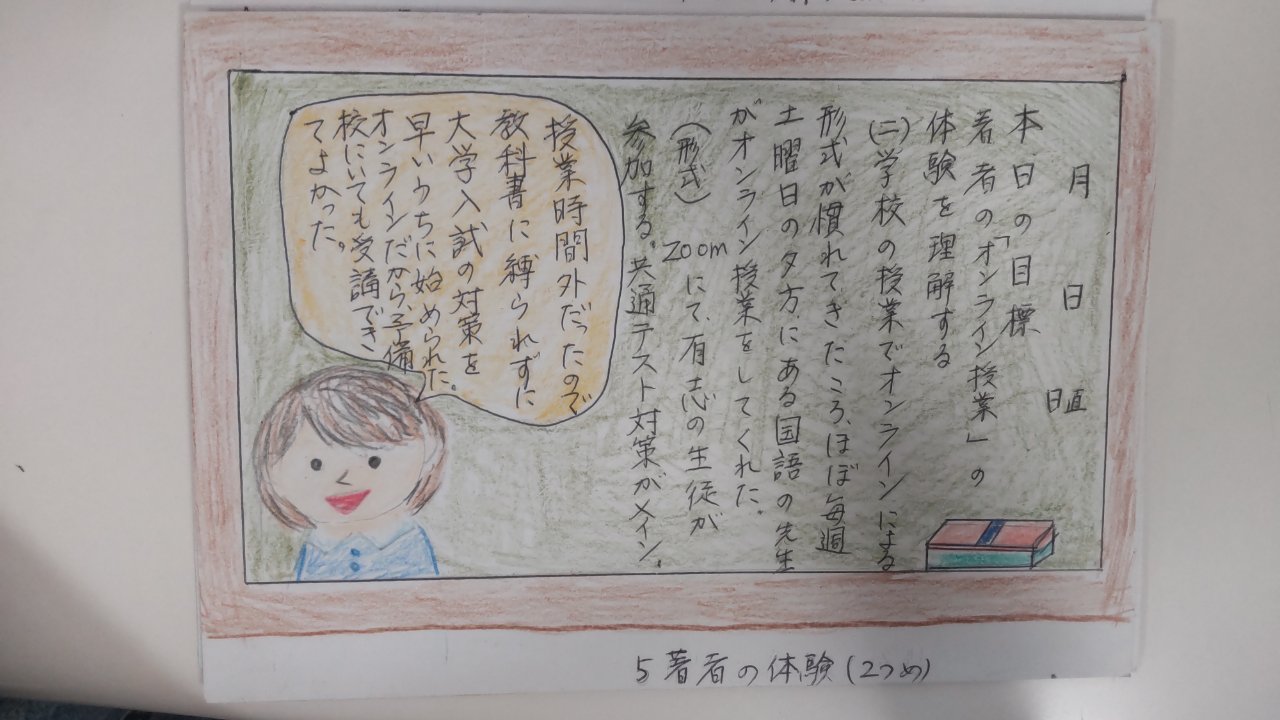 月　日　日直
本日の目標
著者の「オンライン授業」の
体験を理解する
(二)学校の授業でオンラインによる
形式が慣れてきたころ、ほぼ毎週
土曜日の夕方にある国語の先生
がオンライン授業をしてくれた。
(形式) zoomにて、有志の生徒が
参加する。共通テスト対策がメイン。
授業時間外だったので
教科書に縛られずに
大学入試の対策を
早いうちに始められた。
オンラインだから、予備
校にいても受講でき
てよかった。
5 著者の体験(2つめ)